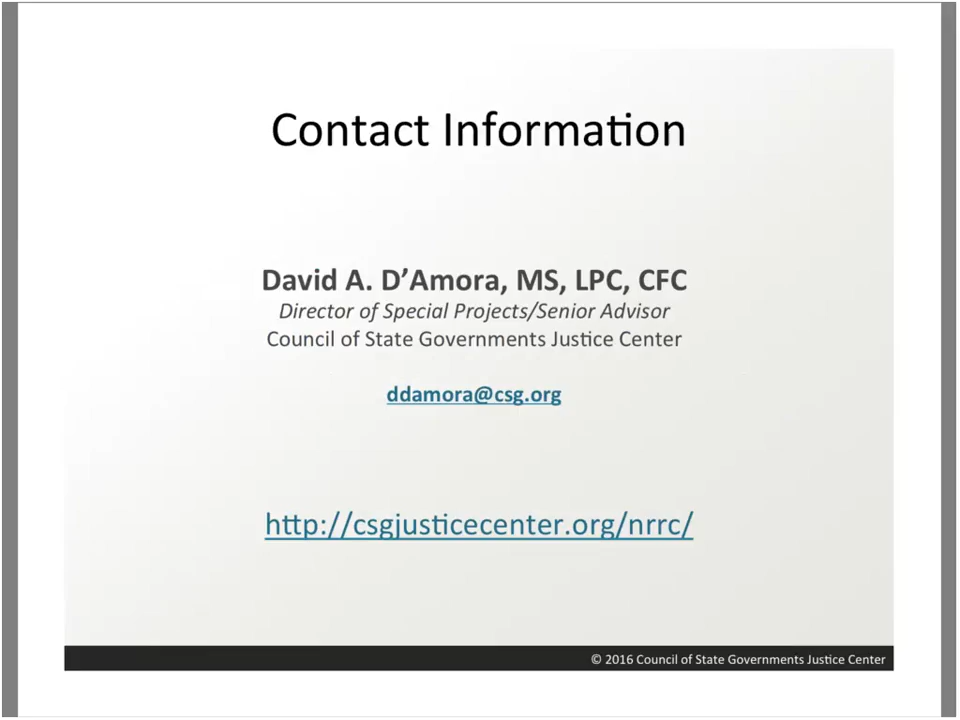 Contact Information
David A. D’Amora, MS, LPC, CFC
Director of Special Projects/Senior Advisor
Council of State Governments Justice Center
ddamora@csg.org
http://csgjusticecenter.org/nrrc/
© 2016 Council of State Governments Justice Center